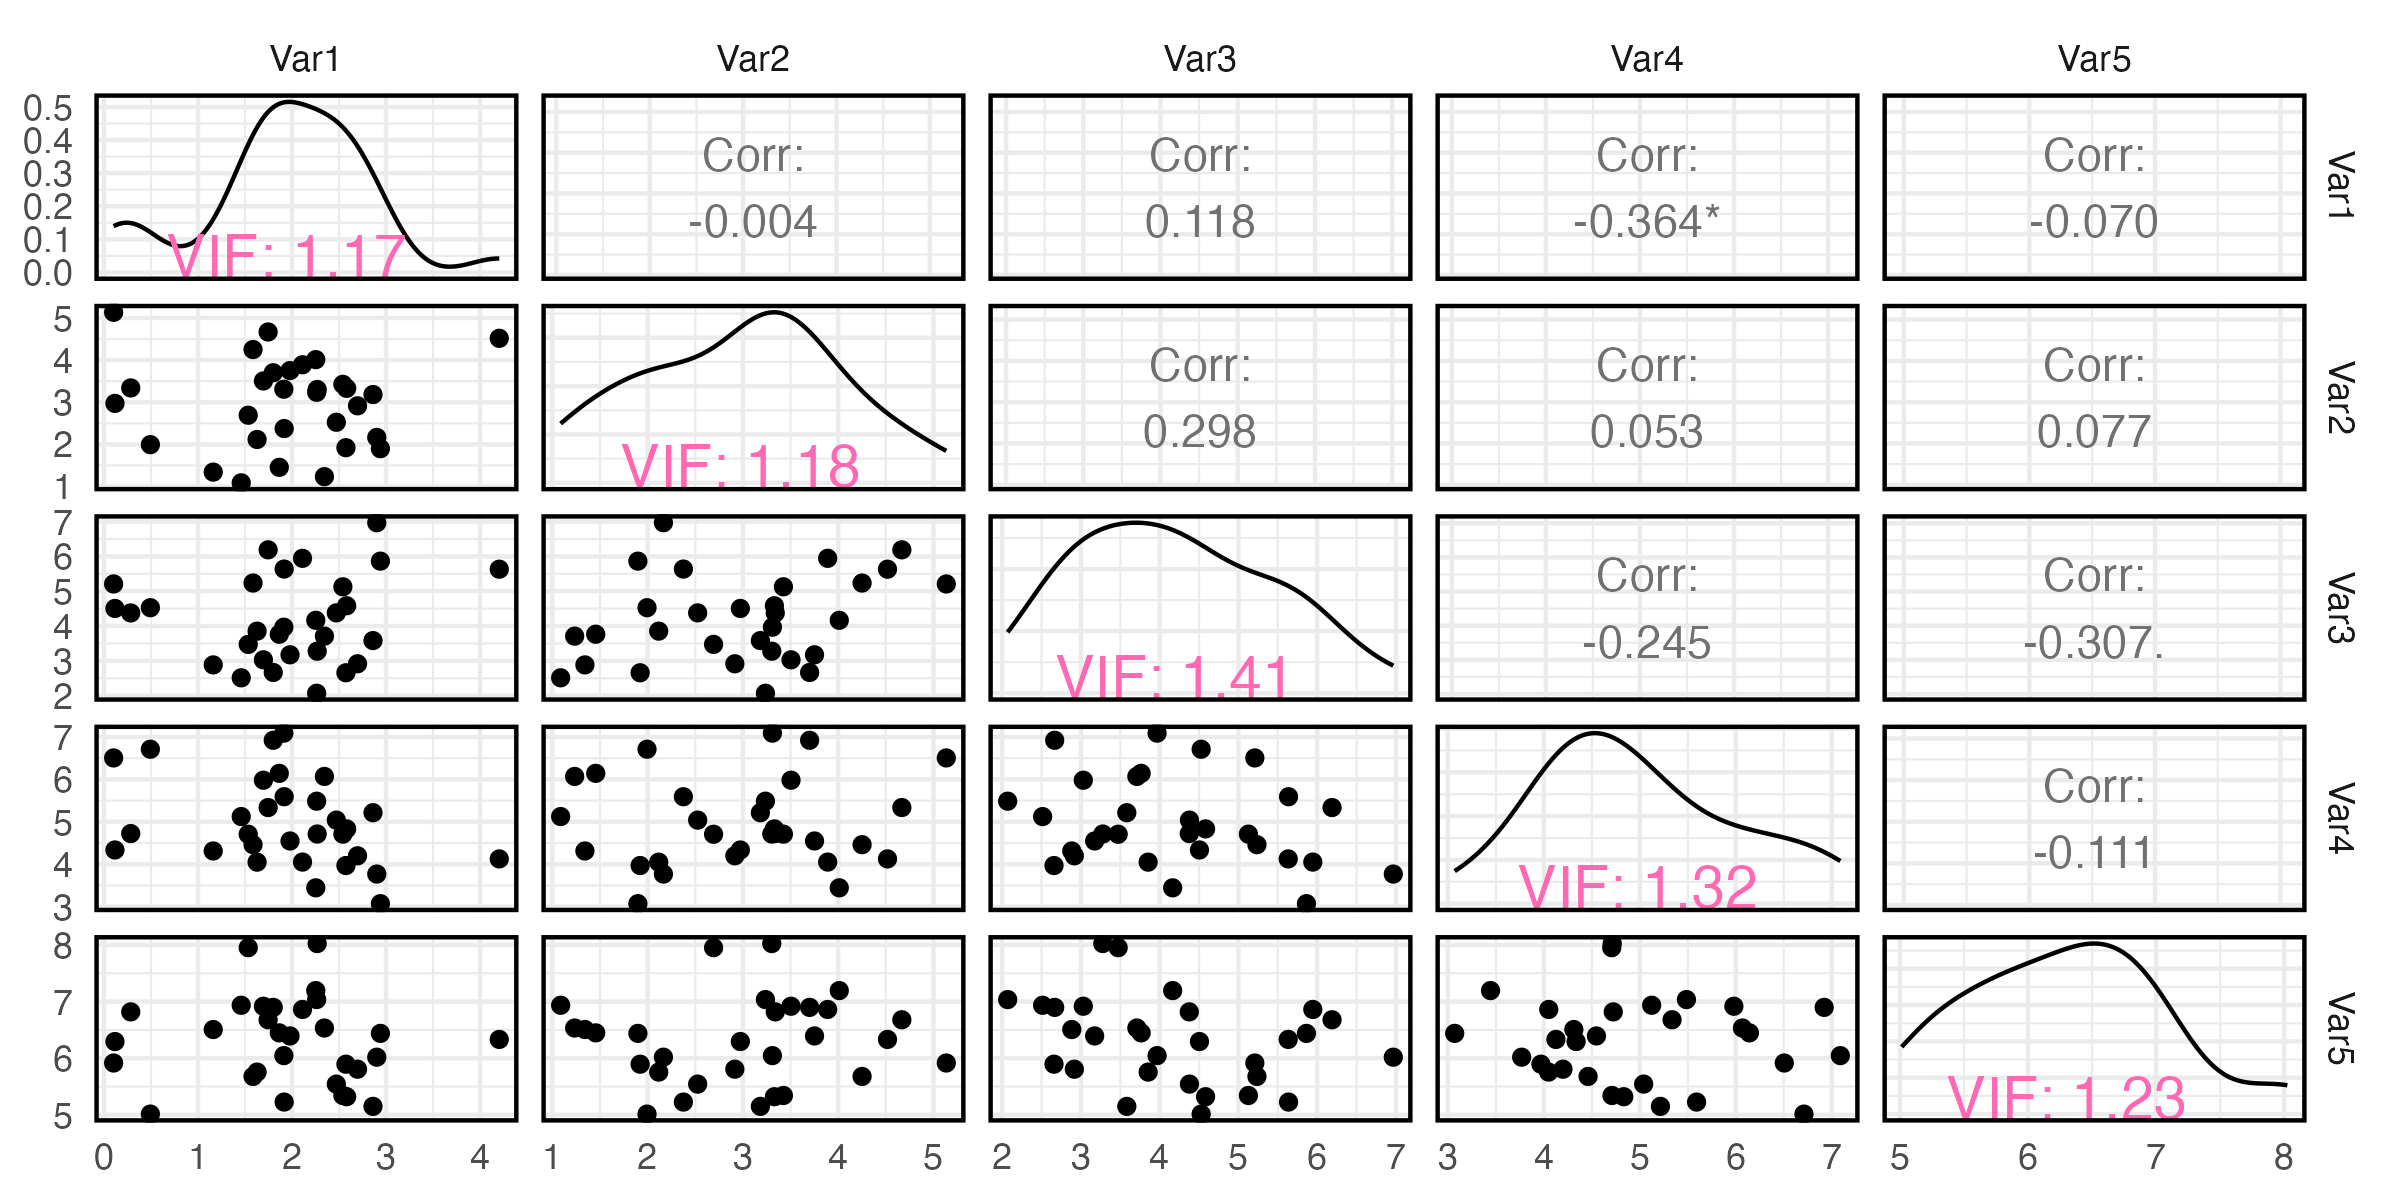 Var1 Var2 Var3 Var4 Var5
0.5
0.4
0.3
0.2
0.1
0.0
VIF: 1.17
Corr:
-0.004
Corr:
0.118
Corr:
-0.364*
Corr:
-0.070
Var1
5
4
3
2
1
VIF: 1.18
Corr:
0.298
Corr:
0.053
Corr:
0.077
Var2
7
6
5
4
3
2
VIF: 1.41
Corr:
-0.245
Corr:
-0.307.
Var3
7
6
5
4
3
VIF: 1.32
Corr:
-0.111
Var4
8
7
6
5
VIF: 1.23
Var5
0 1 2 3 4 1 2 3 4 5 2 3 4 5 6 7 3 4 5 6 7 5 6 7 8